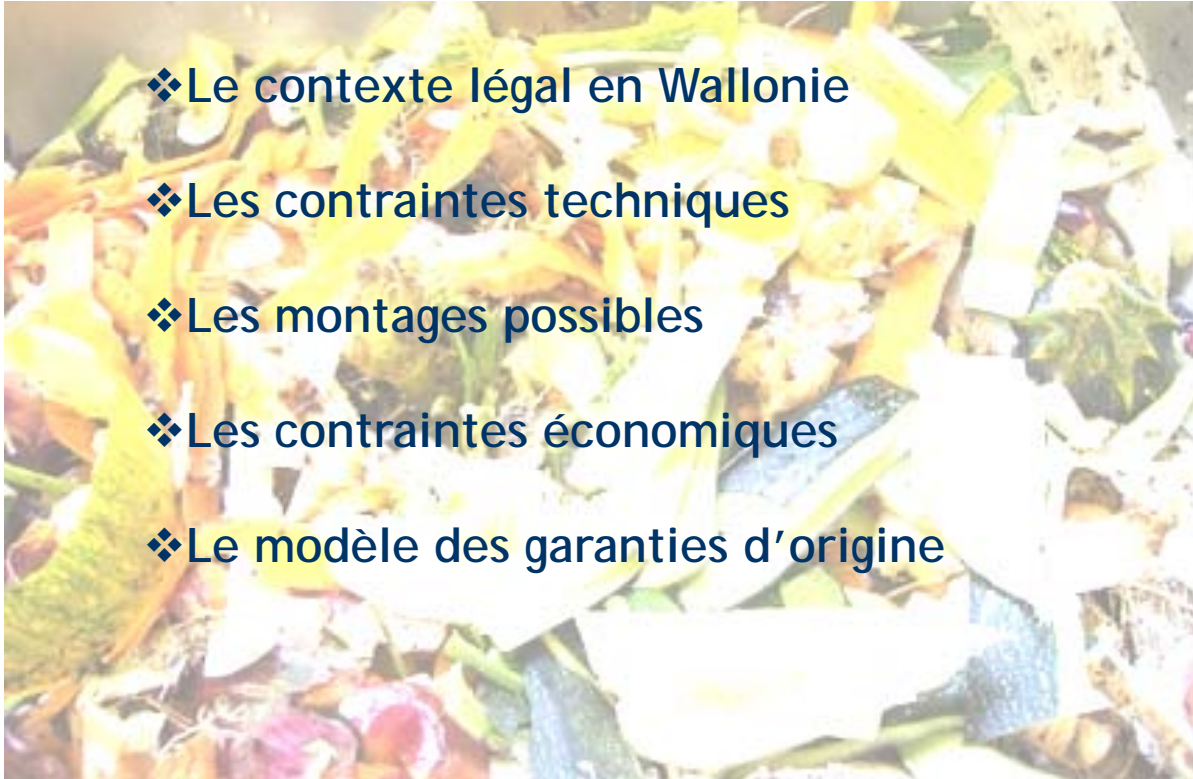 ❖Le contexte légal en Wallonie
❖Les contraintes techniques
❖Les montages possibles
❖Les contraintes économiques
❖Le modèle des garanties d’origine